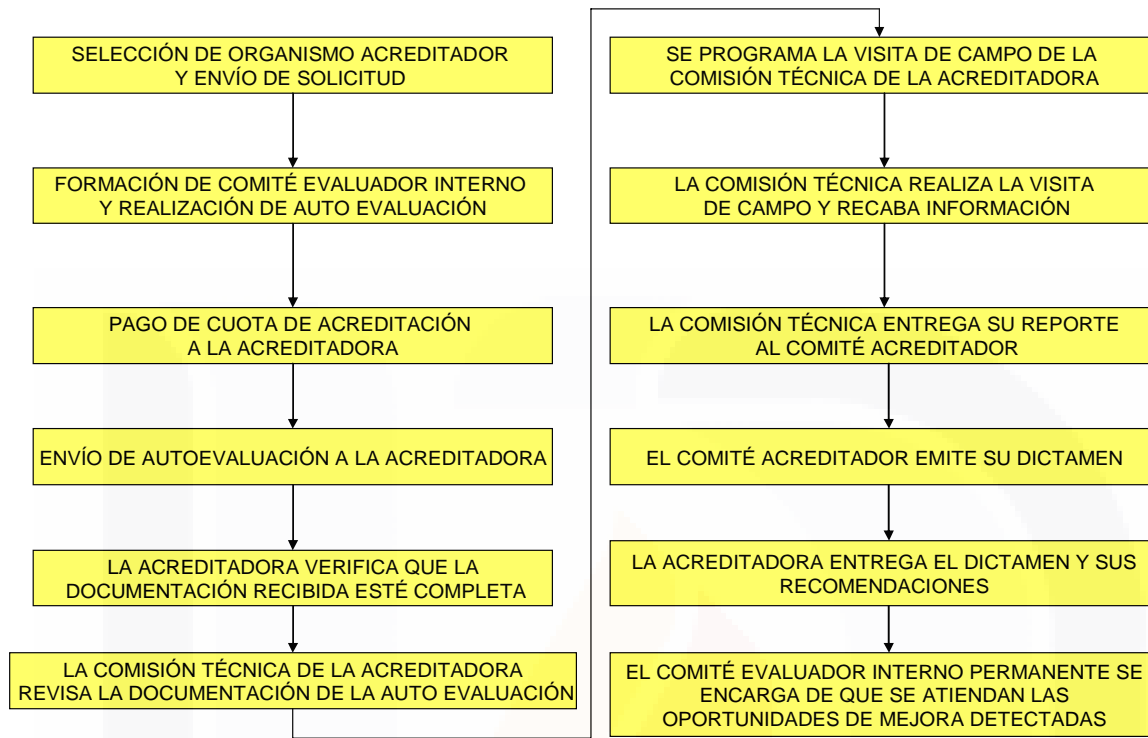 SELECCIÓN DE ORGANISMO ACREDITADOR
Y ENVÍO DE SOLICITUD
FORMACIÓN DE COMITÉ EVALUADOR INTERNO
Y REALIZACIÓN DE AUTO EVALUACIÓN
PAGO DE CUOTA DE ACREDITACIÓN
A LA ACREDITADORA
ENVÍO DE AUTOEVALUACIÓN A LA ACREDITADORA
LA ACREDITADORA VERIFICA QUE LA
DOCUMENTACIÓN RECIBIDA ESTÉ COMPLETA
LA COMISIÓN TÉCNICA DE LA ACREDITADORA
REVISA LA DOCUMENTACIÓN DE LA AUTO EVALUACIÓN
SE PROGRAMA LA VISITA DE CAMPO DE LA
COMISIÓN TÉCNICA DE LA ACREDITADORA
LA COMISIÓN TÉCNICA REALIZA LA VISITA
DE CAMPO Y RECABA INFORMACIÓN
LA COMISIÓN TÉCNICA ENTREGA SU REPORTE
AL COMITÉ ACREDITADOR
EL COMITÉ ACREDITADOR EMITE SU DICTAMEN
LA ACREDITADORA ENTREGA EL DICTAMEN Y SUS
RECOMENDACIONES
EL COMITÉ EVALUADOR INTERNO PERMANENTE SE
ENCARGA DE QUE SE ATIENDAN LAS
OPORTUNIDADES DE MEJORA DETECTADAS